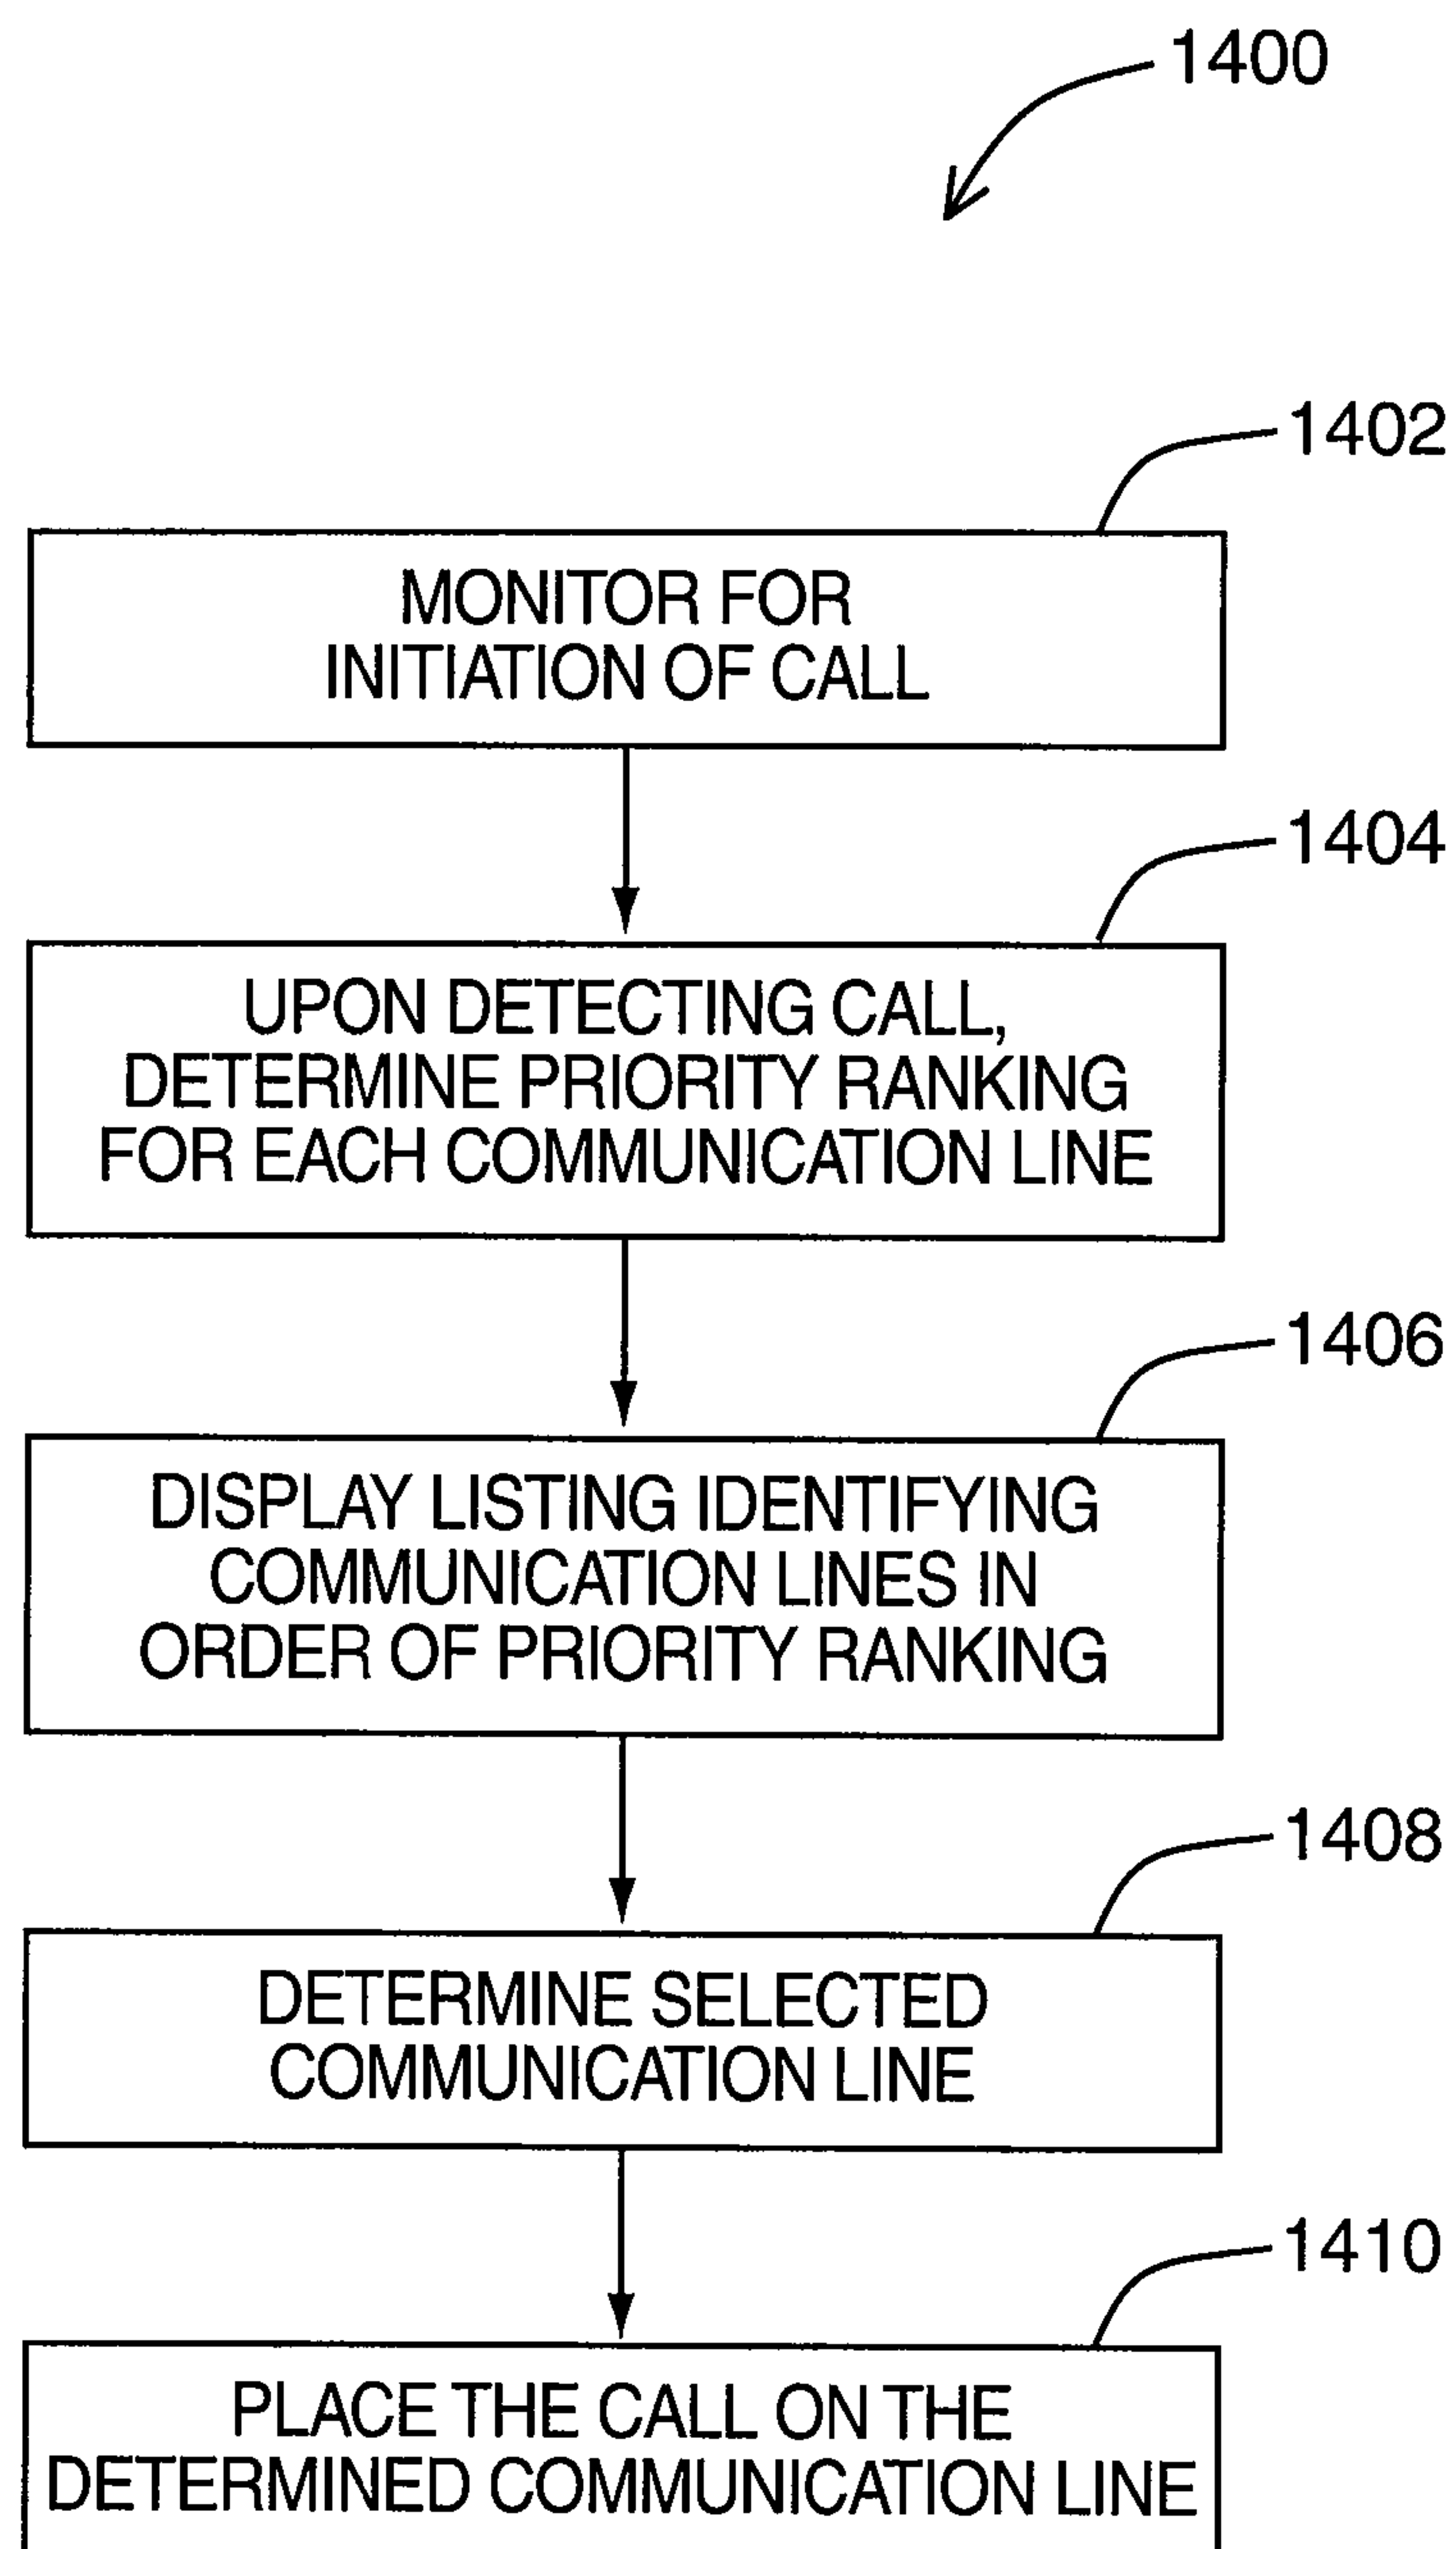 1400
1402
MONITOR FOR
INITIATION OF CALL
1404
UPON DETECTING CALL,
DETERMINE PRIORITY RANKING
FOR EACH COMMUNICATION LINE
1406
DISPLAY LISTING IDENTIFYING
COMMUNICATION LINES IN
ORDER OF PRIORITY RANKING
1408
DETERMINE SELECTED
COMMUNICATION LINE
1410
PLACE THE CALL ON THE
DETERMINED COMMUNICATION LINE